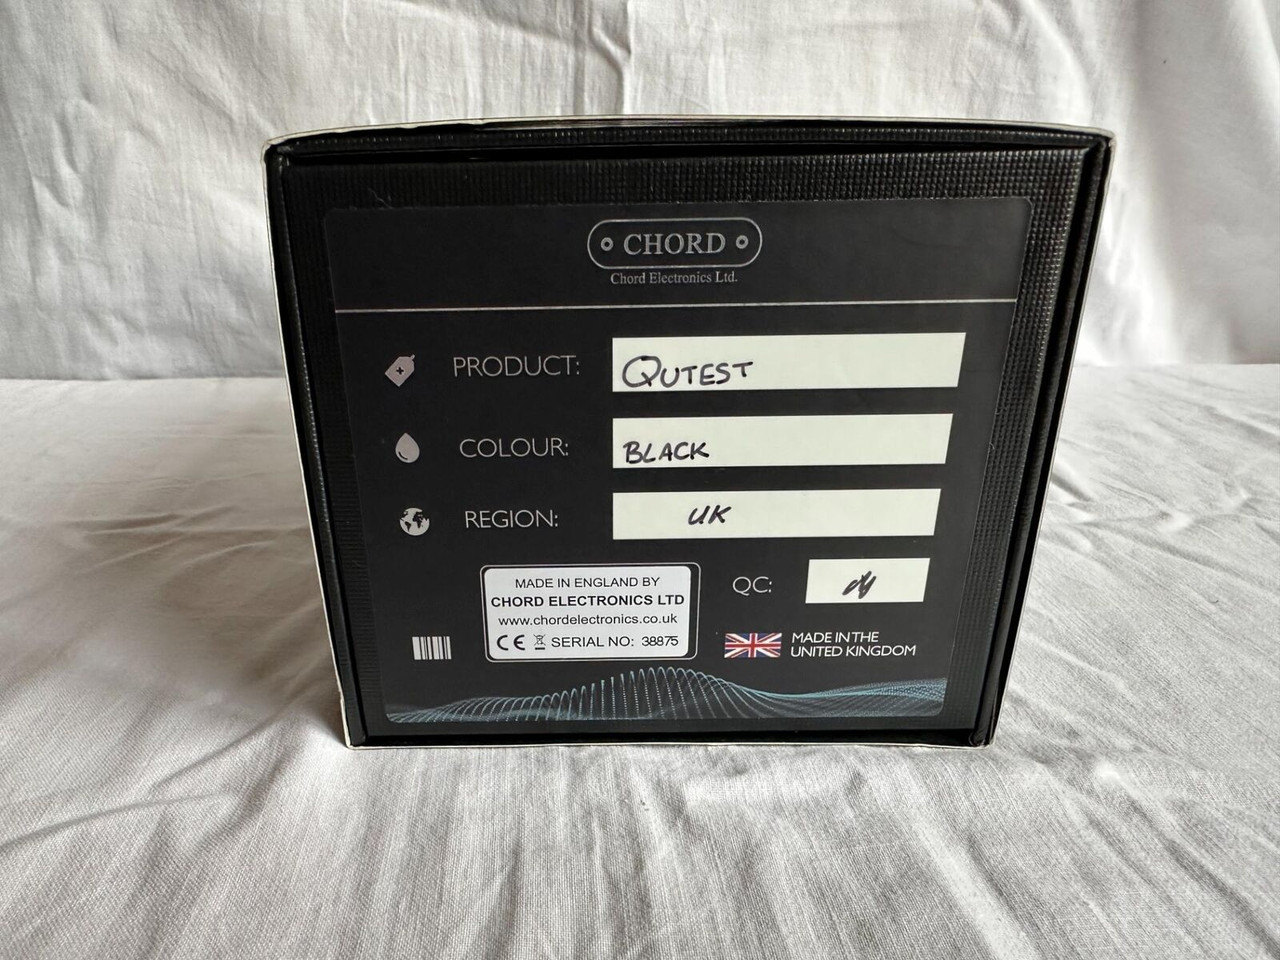 CHORD
Chord Electronics Ltd.
PRODUCT: QUTEST
COLOUR: BLACK
REGION: UK
MADE IN ENGLAND BY
CHORD ELECTRONICS LTD
www.chordelectronics.co.uk
CE SERIAL NO: 38875
QC:
MADE IN THE
UNITED KINGDOM